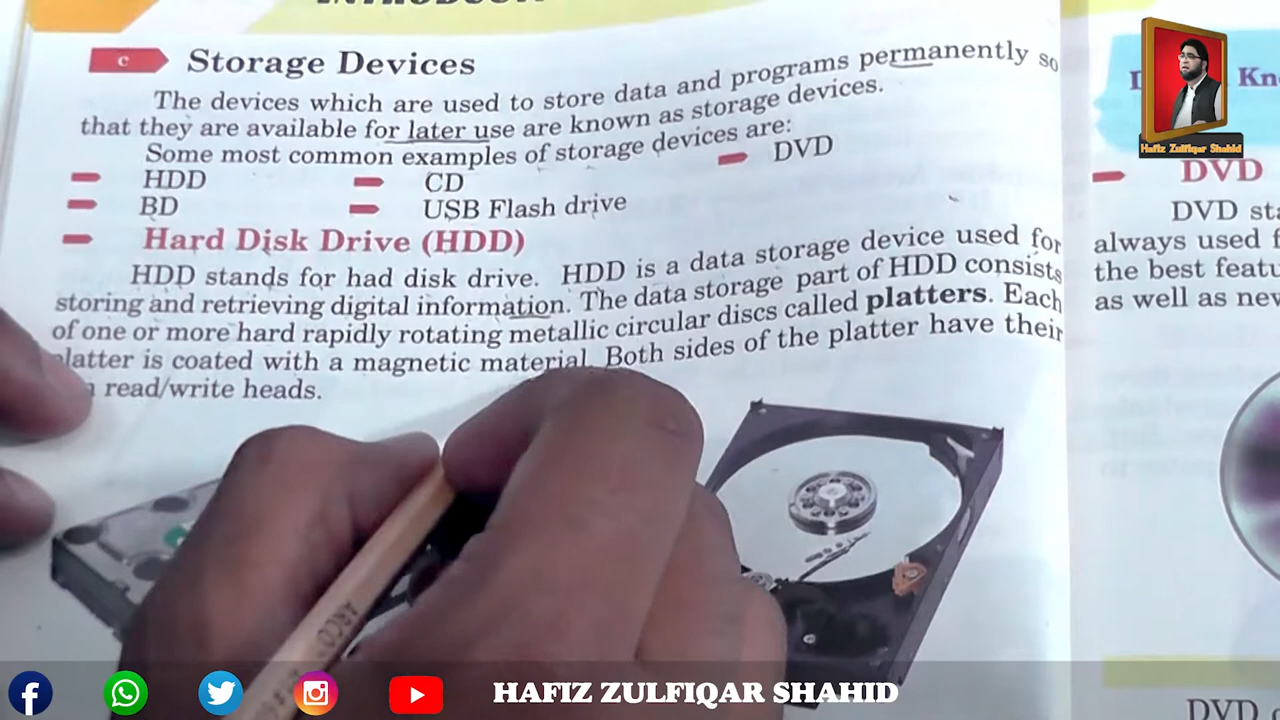 C Storage Devices
The devices which are used to store data and programs permanently so
that they are available for later use are known as storage devices.
Some most common examples of storage devices are:
HDD CD DVD
BD USB Flash drive
Hard Disk Drive (HDD)
HDD stands for had disk drive. HDD is a data storage device used for
storing and retrieving digital information. The data storage part of HDD consists
of one or more hard rapidly rotating metallic circular discs called platters. Each
platter is coated with a magnetic material. Both sides of the platter have their
read/write heads.
Kn
DVD
DVD sta
always used f
the best featu
as well as new
DVD
ARCO
Hafiz Zulfiqar Shahid
HAFIZ ZULFIQAR SHAHID